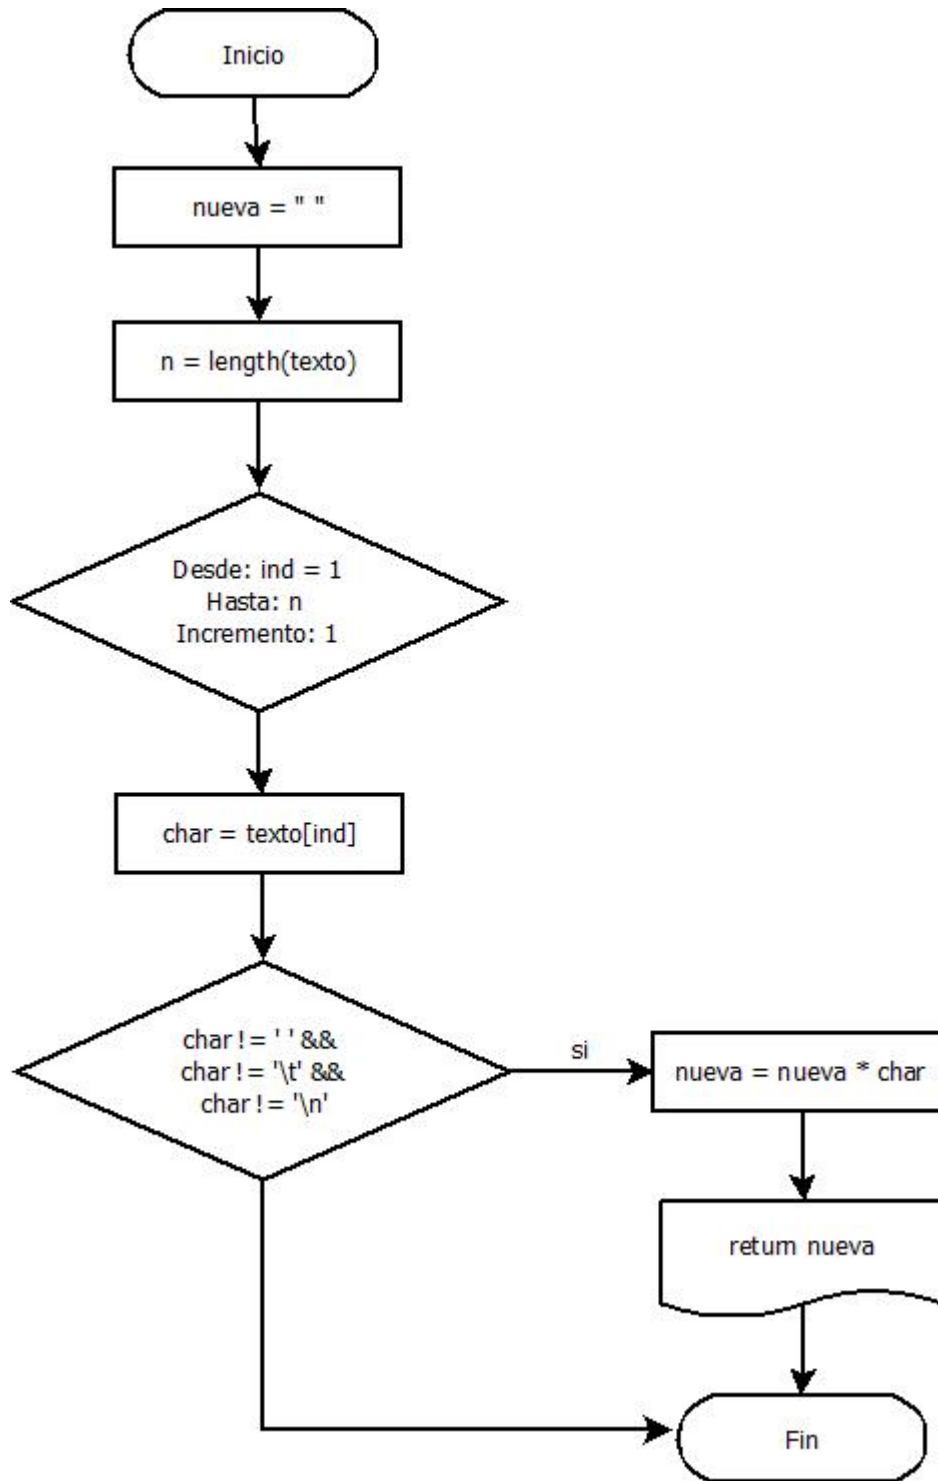 Inicio
nueva = " "
n = length(texto)
Desde: ind = 1
Hasta: n
Incremento: 1
char = texto[ind]
char != ' ' &&
char != '\t' &&
char != '\n'
si
nueva = nueva * char
return nueva
Fin